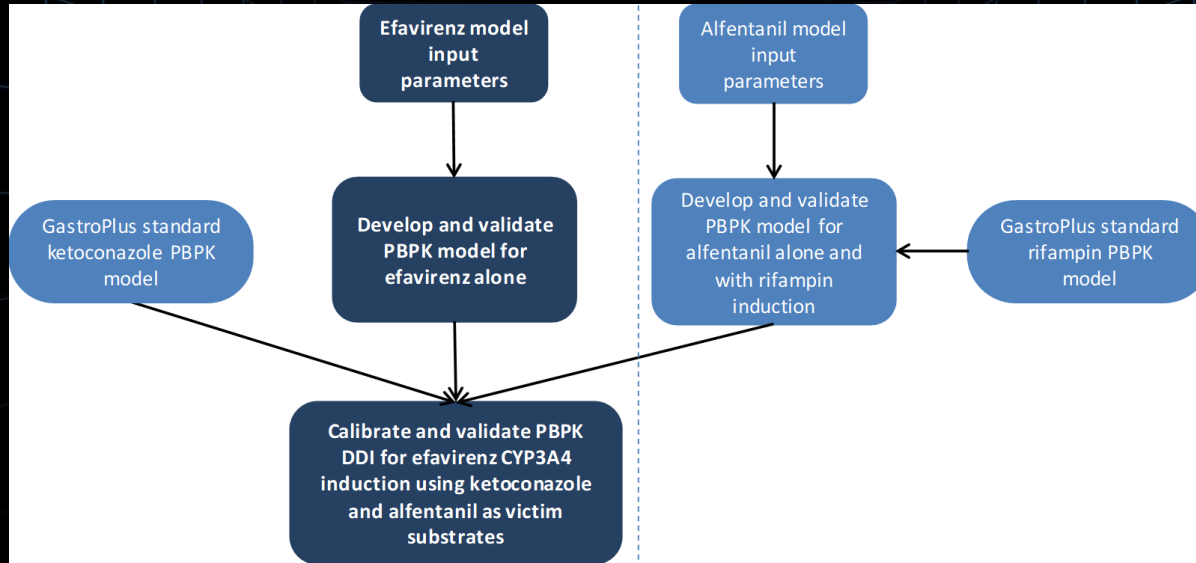 Efavirenz model
input
parameters
Alfentanil model
input
parameters
GastroPlus standard
ketoconazole PBPK
model
Develop and validate
PBPK model for
efavirenz alone
Develop and validate
PBPK model for
alfentanil alone and
with rifampin
induction
GastroPlus standard
rifampin PBPK
model
Calibrate and validate PBPK
DDI for efavirenz CYP3A4
induction using ketoconazole
and alfentanil as victim
substrates